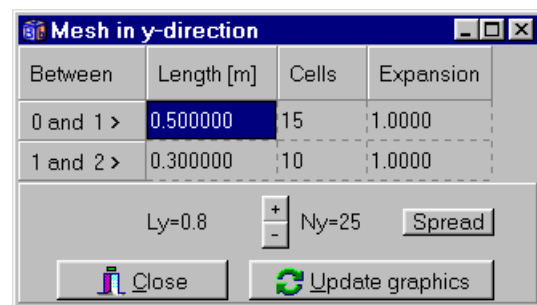 Mesh in y-direction
Between Length [m] Cells Expansion
0 and 1 > 0.500000 15 1.0000
1 and 2 > 0.300000 10 1.0000
Ly=0.8 + - Ny=25 Spread
Close Update graphics